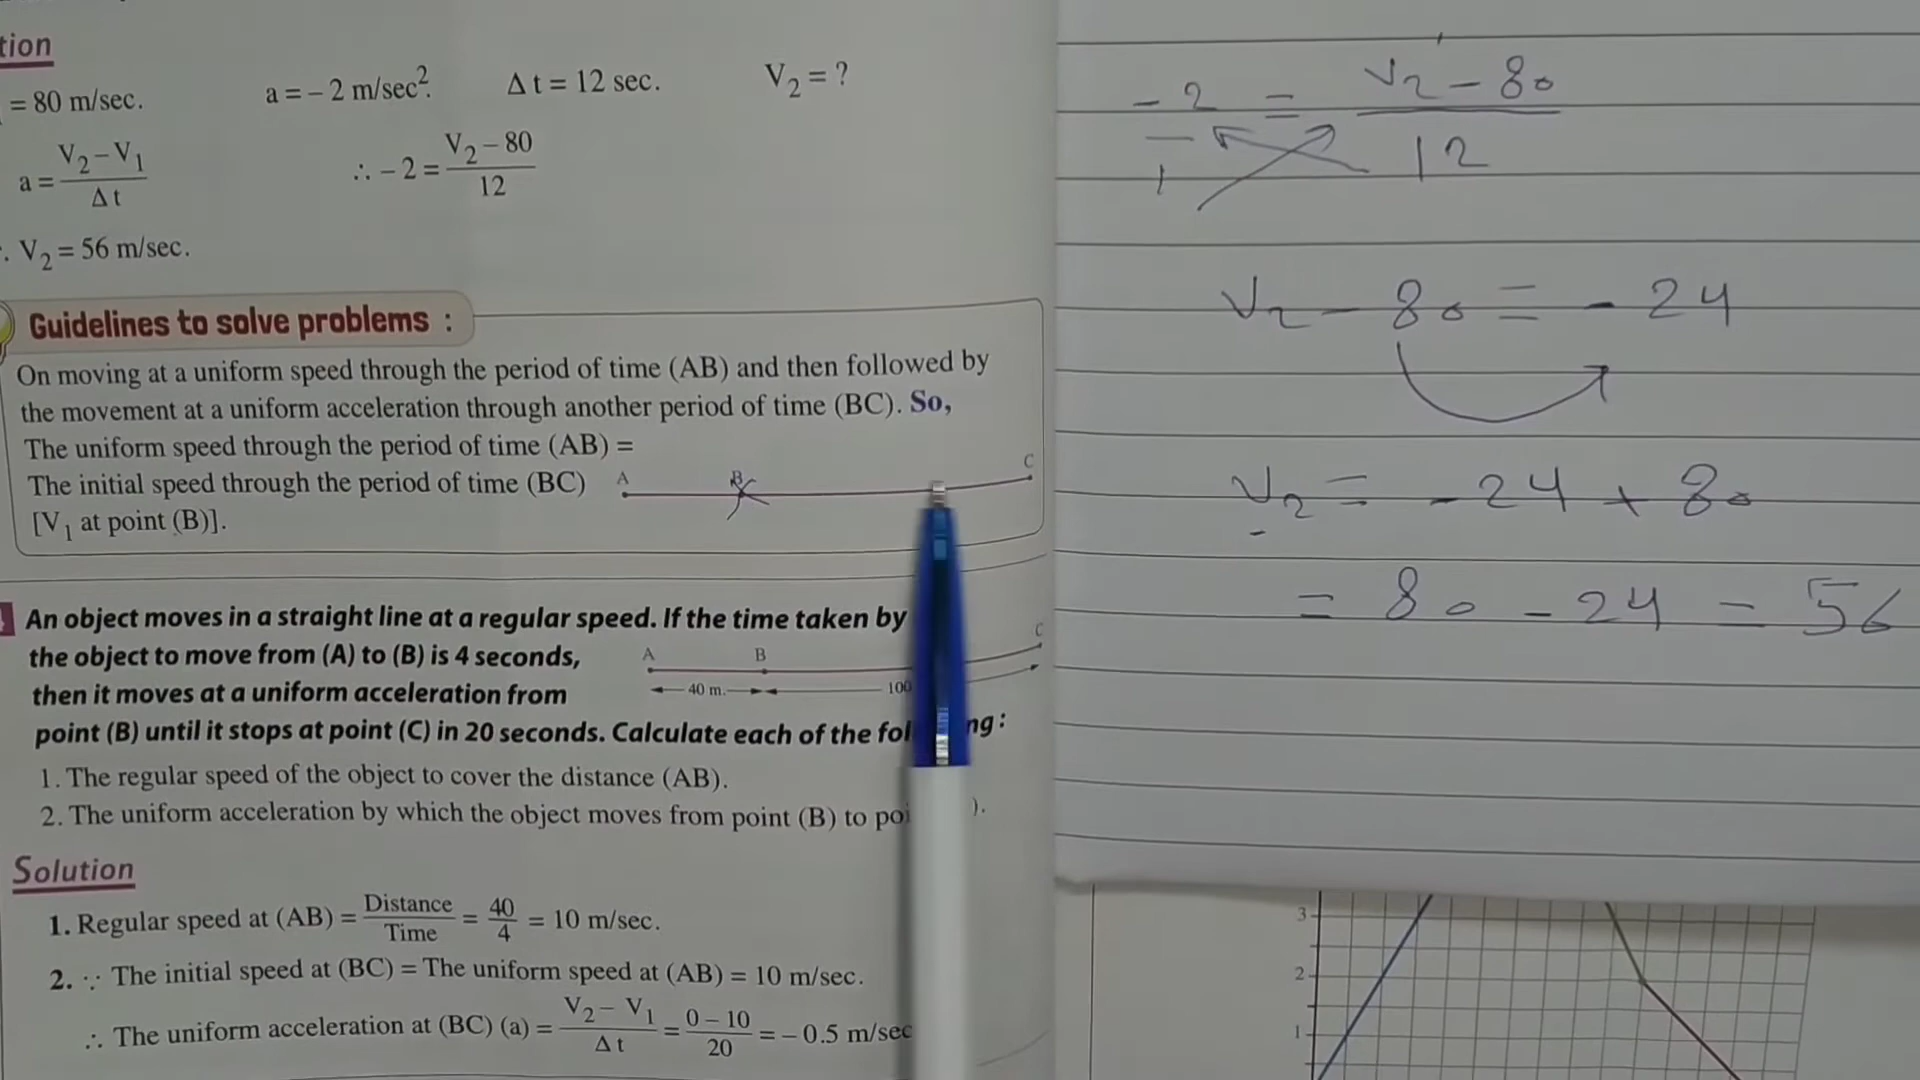 tion
= 80 m/sec. a = – 2 m/sec². Δ t = 12 sec. V₂ = ?
a = V₂ – V₁ / Δ t ∴ – 2 = V₂ – 80 / 12
∴ V₂ = 56 m/sec.
Guidelines to solve problems :
On moving at a uniform speed through the period of time (AB) and then followed by
the movement at a uniform acceleration through another period of time (BC). So,
The uniform speed through the period of time (AB) =
The initial speed through the period of time (BC)
[V₁ at point (B)].
A B C
An object moves in a straight line at a regular speed. If the time taken by
the object to move from (A) to (B) is 4 seconds,
then it moves at a uniform acceleration from
point (B) until it stops at point (C) in 20 seconds. Calculate each of the fol ng :
A B C
40 m. 100
1. The regular speed of the object to cover the distance (AB).
2. The uniform acceleration by which the object moves from point (B) to poi ).
Solution
1. Regular speed at (AB) = Distance / Time = 40 / 4 = 10 m/sec.
2. ∵ The initial speed at (BC) = The uniform speed at (AB) = 10 m/sec.
∴ The uniform acceleration at (BC) (a) = V₂ – V₁ / Δ t = 0 – 10 / 20 = – 0.5 m/sec
– 2 / 1 = V₂ – 80 / 12
V₂ – 80 = – 24
V₂ = – 24 + 80
= 80 – 24 = 56
3
2
1